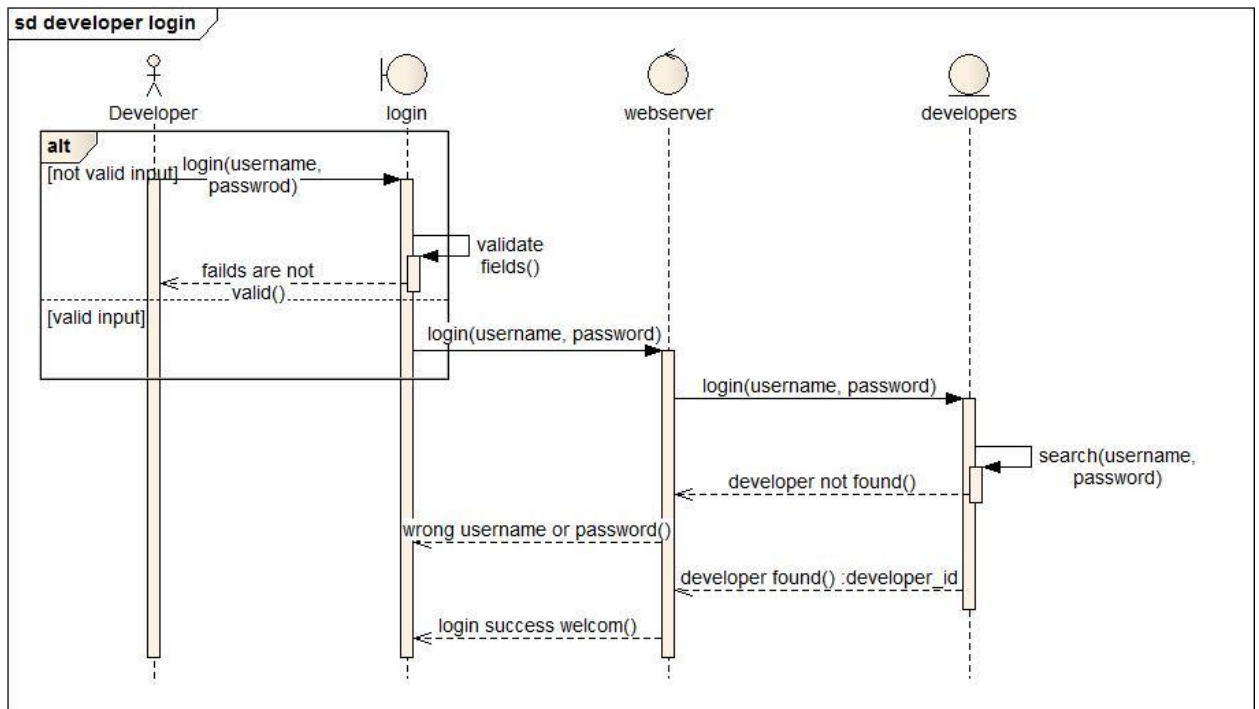 sd developer login
Developer
login
webserver
developers
alt
[not valid input]
login(username,
passwrod)
validate
fields()
failds are not
valid()
[valid input]
login(username, password)
login(username, password)
search(username,
password)
developer not found()
wrong username or password()
developer found() :developer_id
login success welcom()